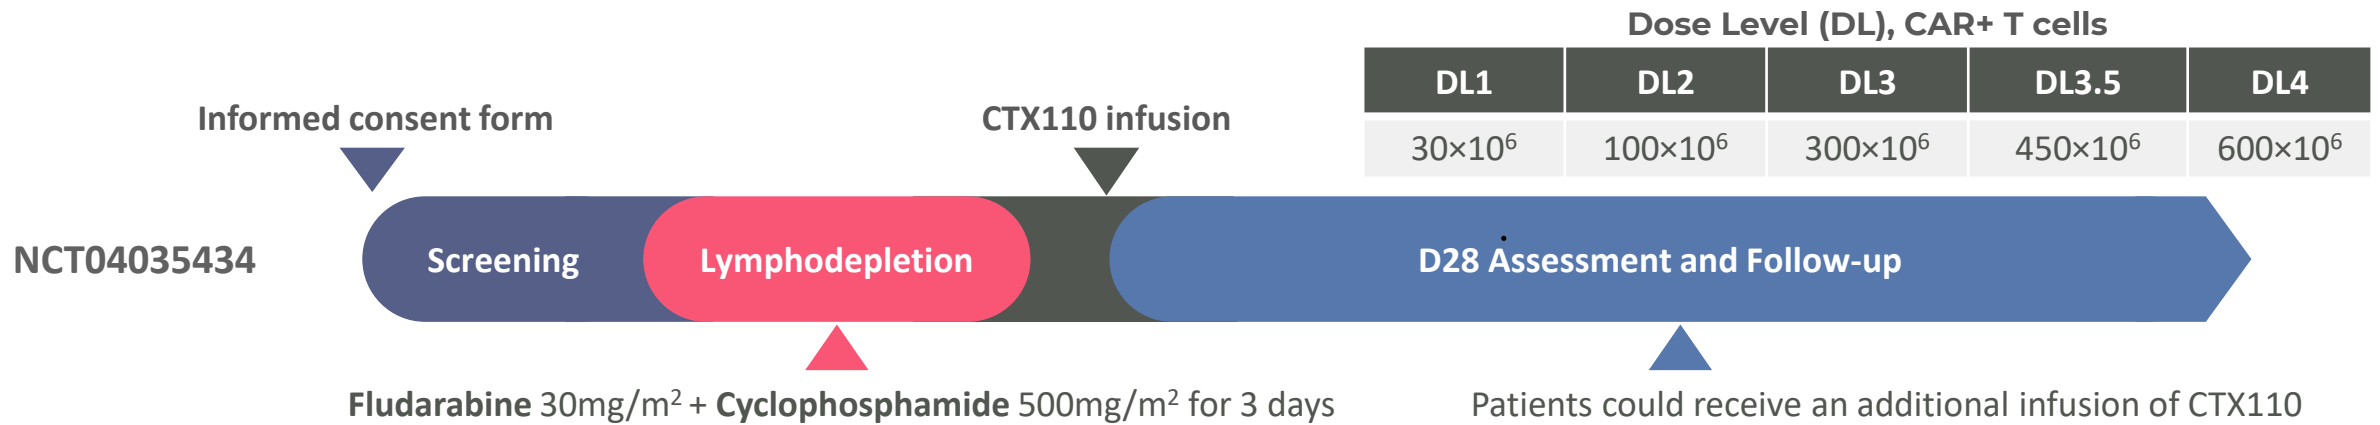 Dose Level (DL), CAR+ T cells
DL1 DL2 DL3 DL3.5 DL4
30×10⁶ 100×10⁶ 300×10⁶ 450×10⁶ 600×10⁶
Informed consent form
CTX110 infusion
NCT04035434
Screening
Lymphodepletion
D28 Assessment and Follow-up
Fludarabine 30mg/m² + Cyclophosphamide 500mg/m² for 3 days
Patients could receive an additional infusion of CTX110